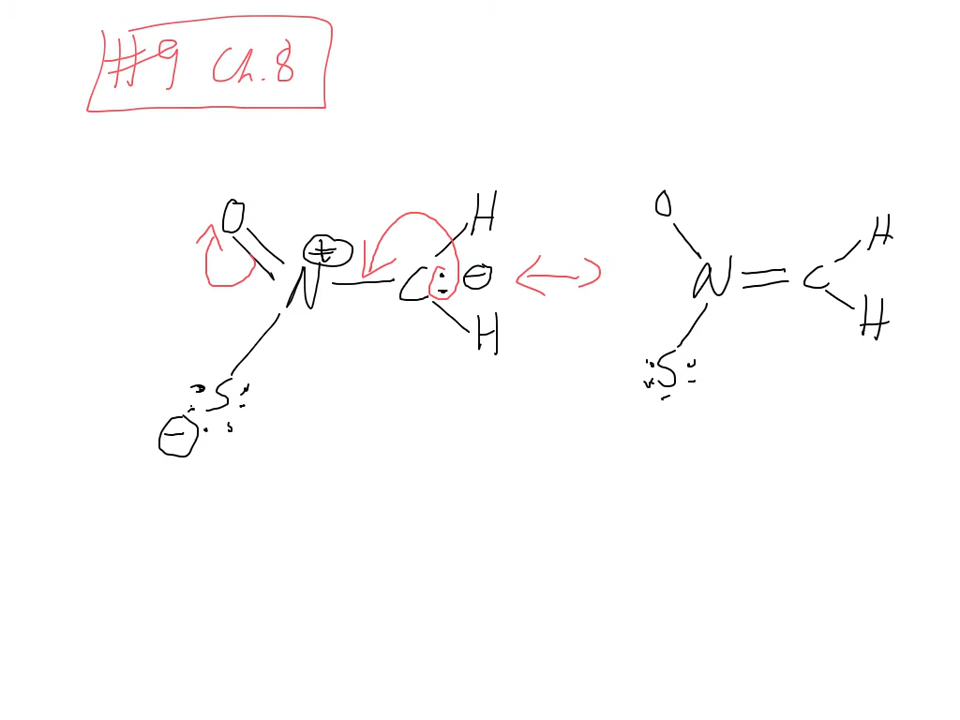 #9 Ch. 8
O H O H
N + C : ⊖ N C
H H
S S
⊖